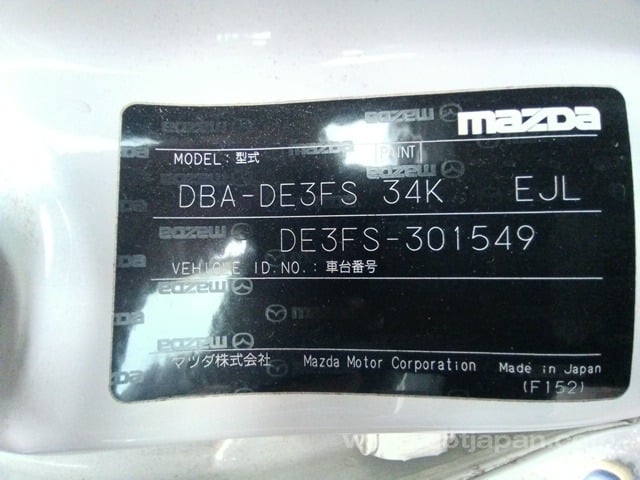 mazda
MODEL: 型式 PAINT
DBA-DE3FS 34K EJL
DE3FS-301549
VEHICLE ID.NO.: 車台番号
マツダ株式会社 Mazda Motor Corporation Made in Japan
(F152)